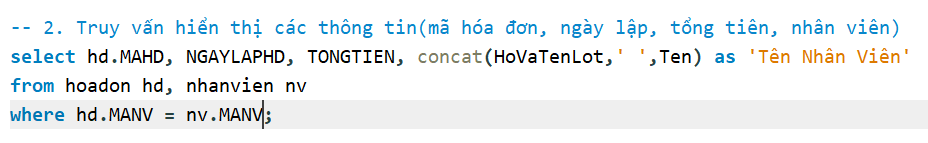 -- 2. Truy vấn hiển thị các thông tin(mã hóa đơn, ngày lập, tổng tiên, nhân viên)
select hd.MAHD, NGAYLAPHD, TONGTIEN, concat(HoVaTenLot,' ',Ten) as 'Tên Nhân Viên'
from hoadon hd, nhanvien nv
where hd.MANV = nv.MANV;